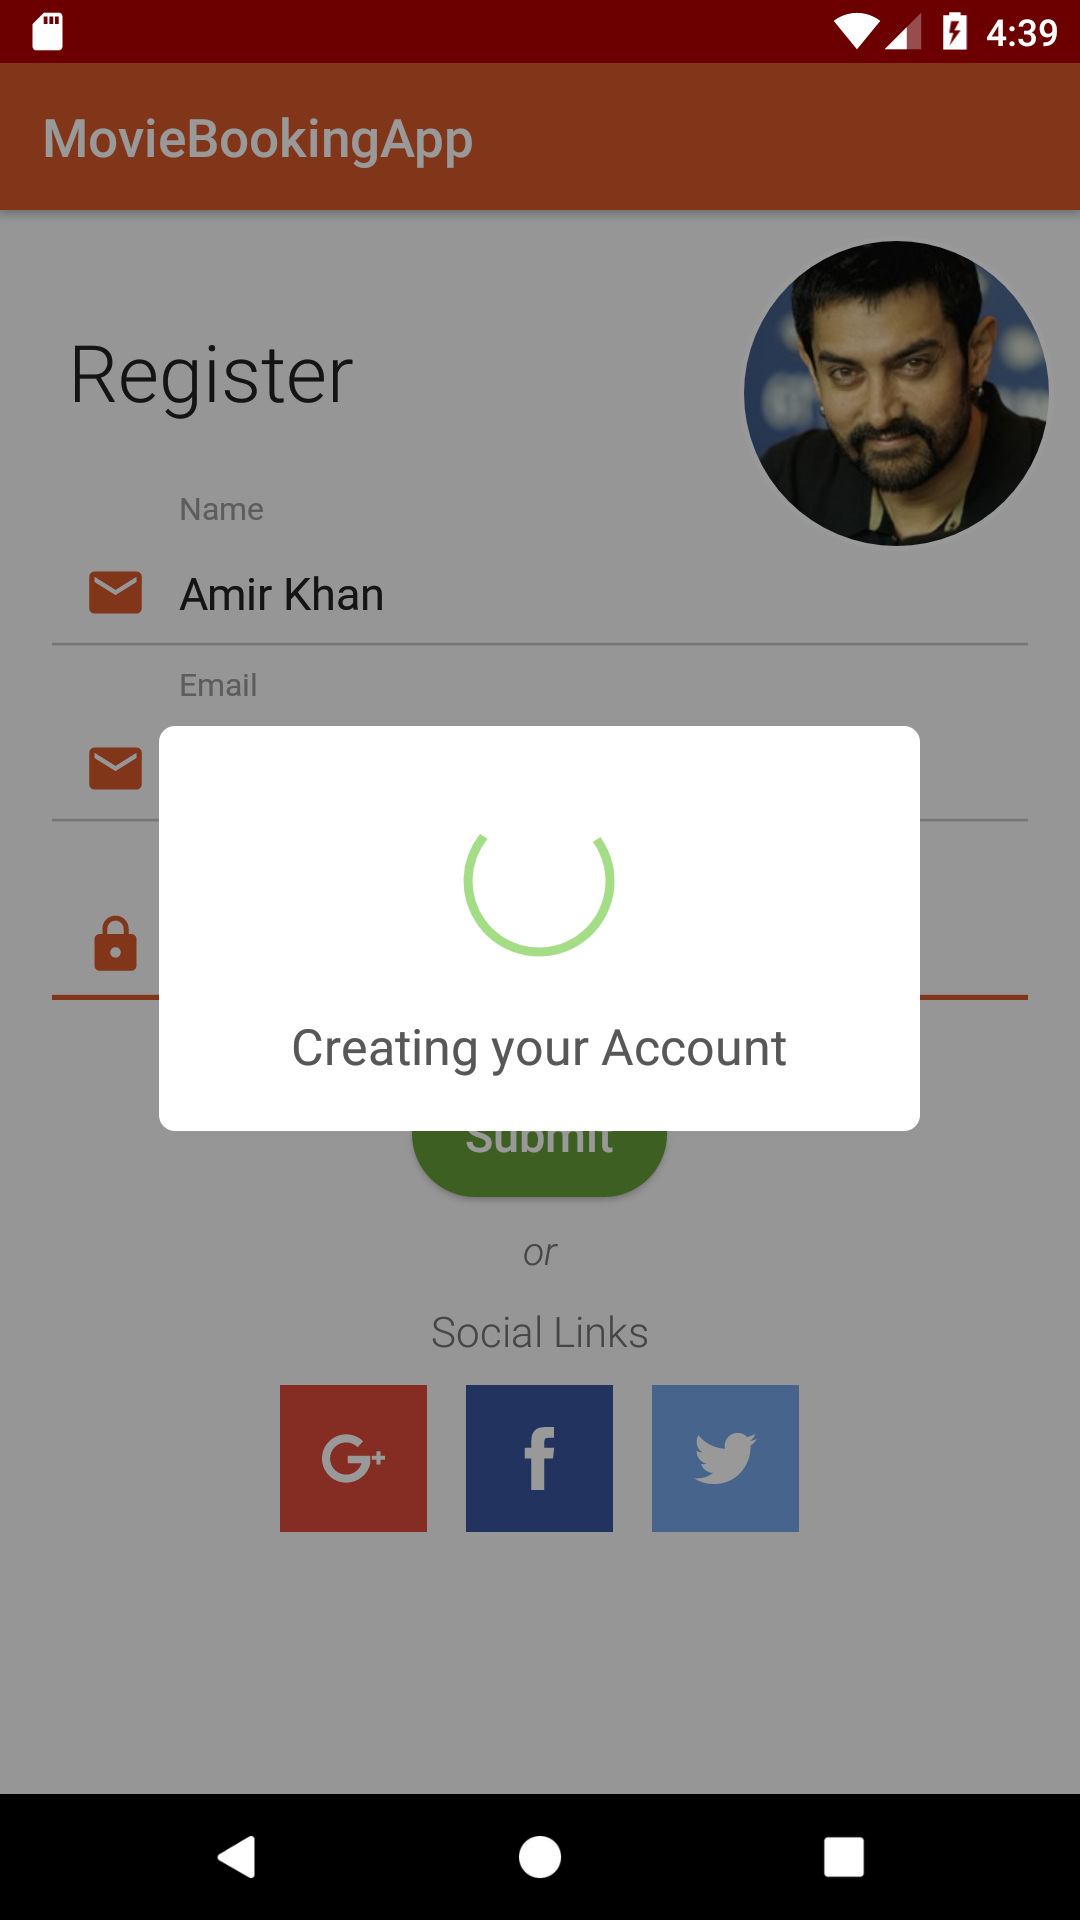 4:39
MovieBookingApp
Register
Name
Amir Khan
Email
Creating your Account
Submit
or
Social Links